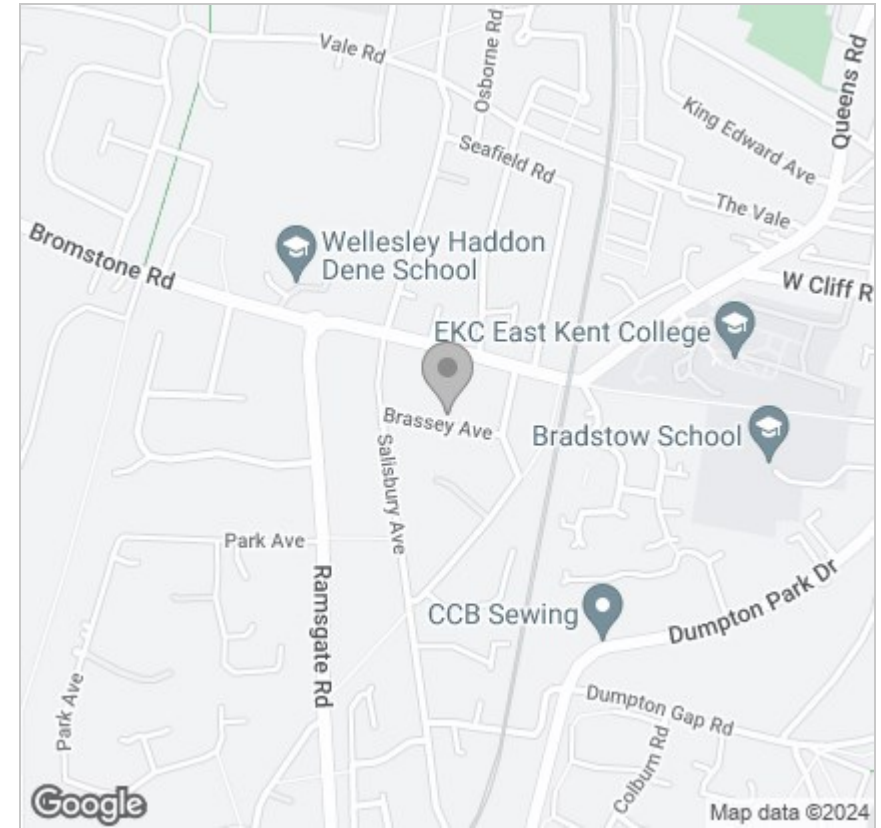 Vale Rd
Osborne Rd
Queens Rd
King Edward Ave
Seafield Rd
The Vale
Bromstone Rd
Wellesley Haddon
Dene School
W Cliff R
EKC East Kent College
Brassey Ave
Bradstow School
Salisbury Ave
Park Ave
Ramsgate Rd
CCB Sewing
Dumpton Park Dr
Park Ave
Dumpton Gap Rd
Colburn Rd
Google
Map data ©2024